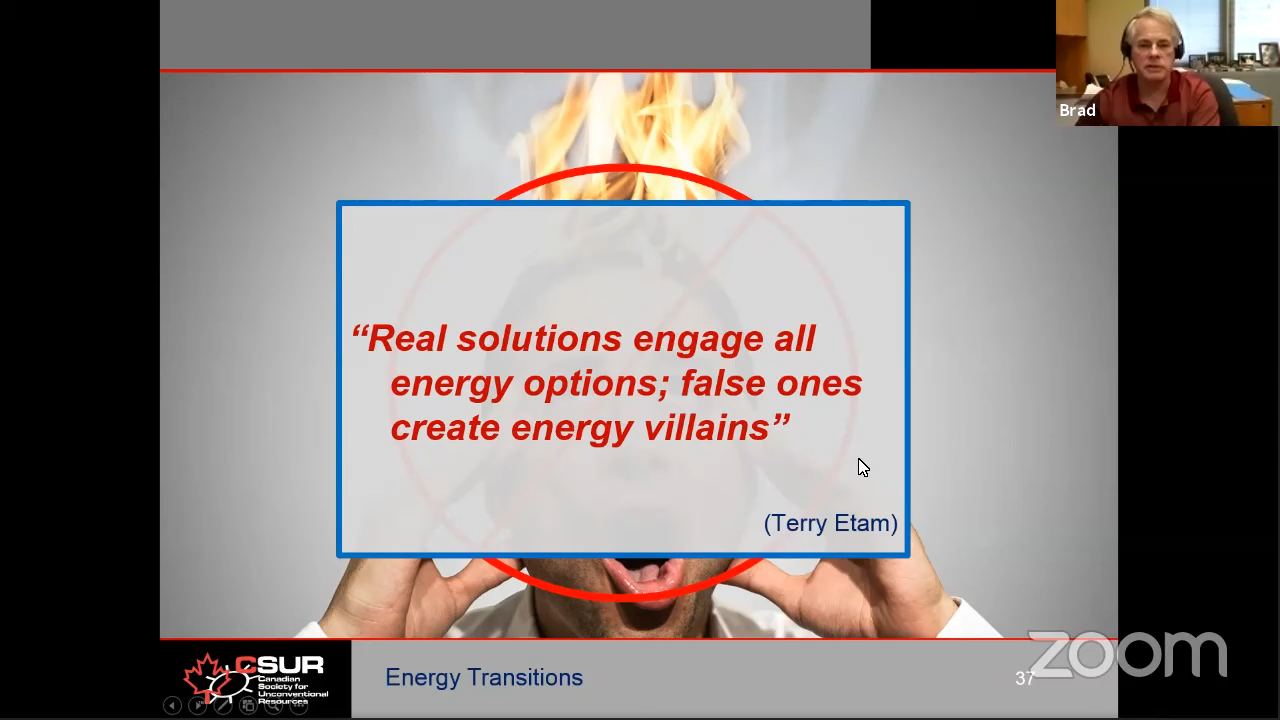 Brad
“Real solutions engage all
energy options; false ones
create energy villains”
(Terry Etam)
CSUR
Canadian
Society for
Unconventional
Resources
Energy Transitions
37
zoom